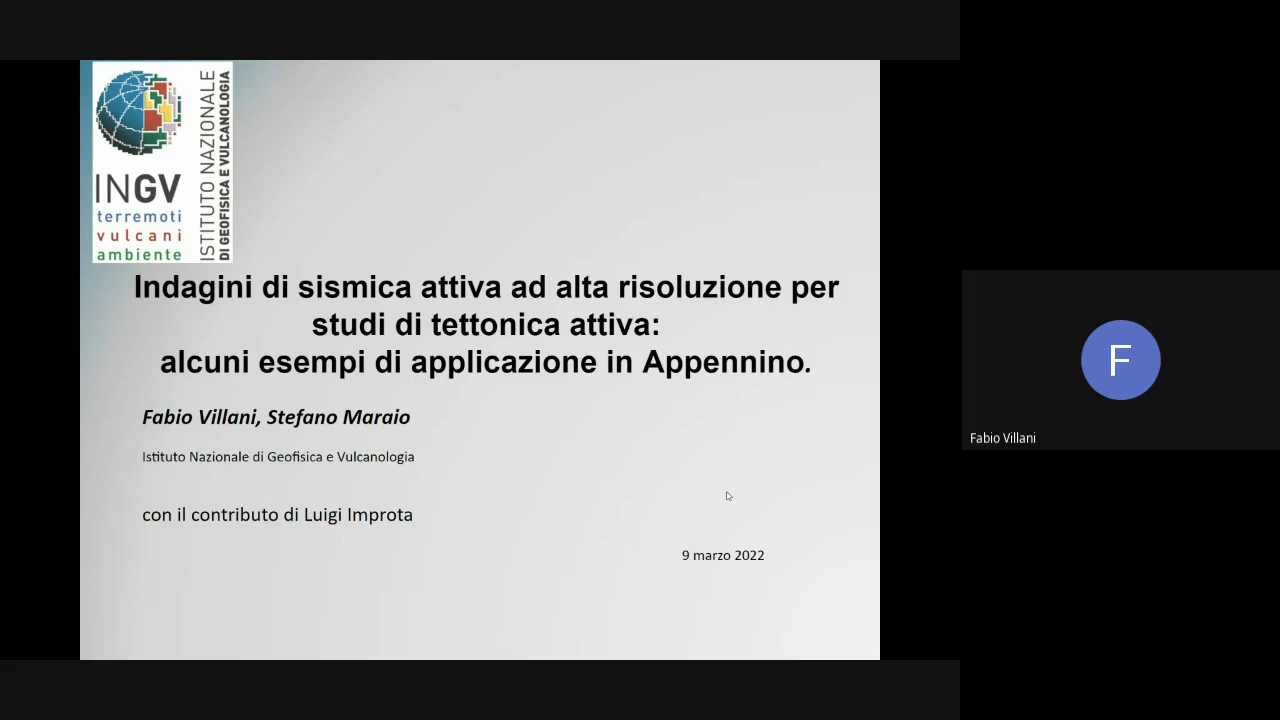 INGV
terremoti
vulcani
ambiente
ISTITUTO NAZIONALE
DI GEOFISICA E VULCANOLOGIA
Indagini di sismica attiva ad alta risoluzione per
studi di tettonica attiva:
alcuni esempi di applicazione in Appennino.
Fabio Villani, Stefano Maraio
Istituto Nazionale di Geofisica e Vulcanologia
con il contributo di Luigi Improta
9 marzo 2022
F
Fabio Villani